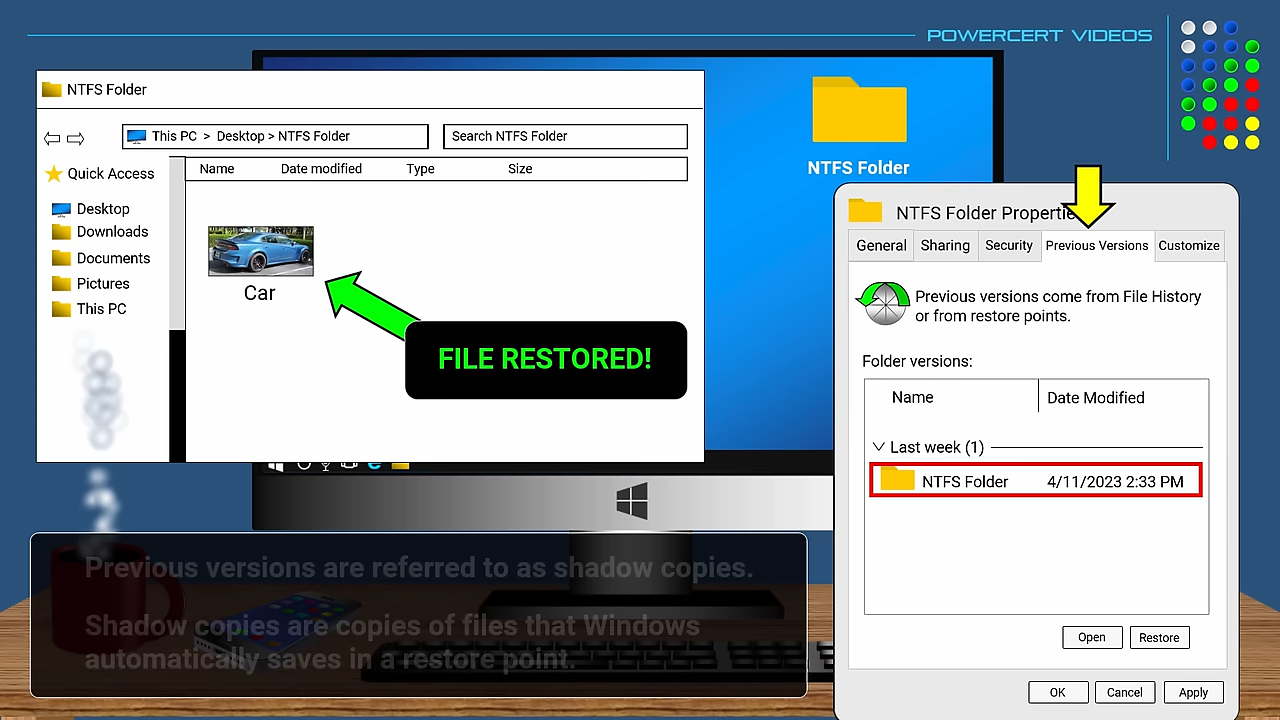 POWERCERT VIDEOS
NTFS Folder
This PC > Desktop > NTFS Folder
Search NTFS Folder
Name Date modified Type Size
Quick Access
Desktop
Downloads
Documents
Pictures
This PC
Car
FILE RESTORED!
NTFS Folder
NTFS Folder Propertie
General Sharing Security Previous Versions Customize
Previous versions come from File History
or from restore points.
Folder versions:
Name Date Modified
Last week (1)
NTFS Folder 4/11/2023 2:33 PM
Open Restore
OK Cancel Apply
Previous versions are referred to as shadow copies.
Shadow copies are copies of files that Windows
automatically saves in a restore point.